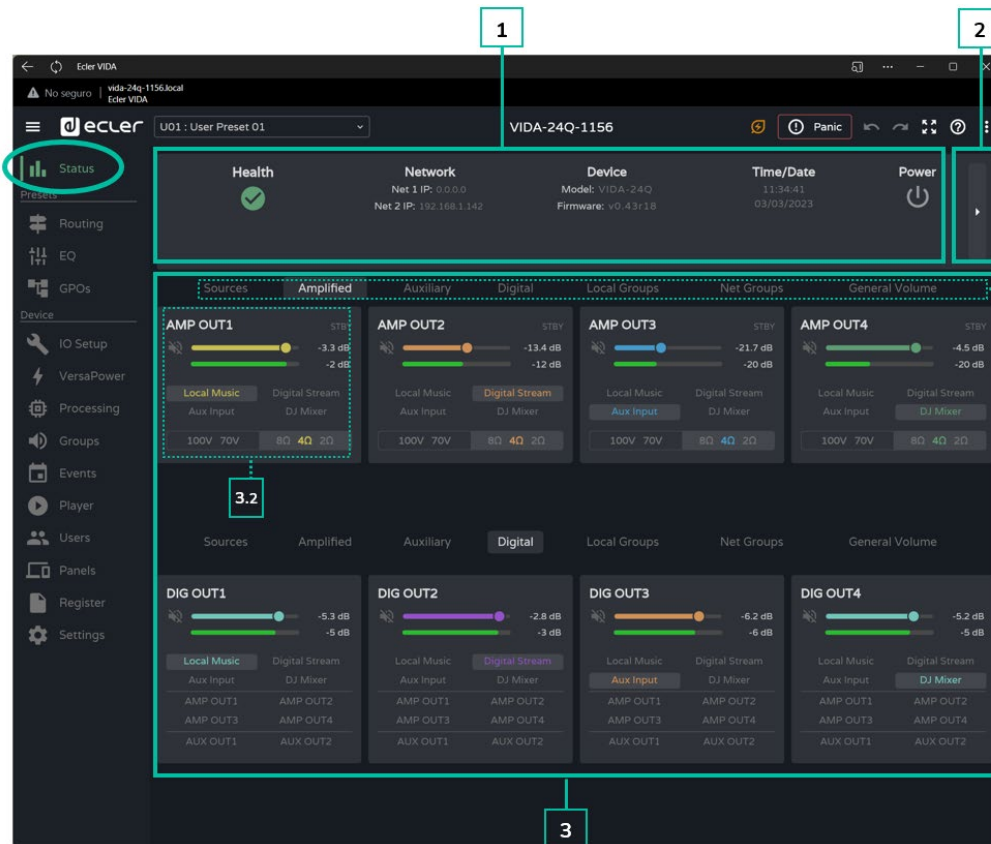 1
2
Ecler VIDA
No seguro
vida-24q-1156.local
Ecler VIDA
ecler
U01 : User Preset 01
VIDA-24Q-1156
Panic
Status
Presets
Routing
EQ
GPOs
Device
IO Setup
VersaPower
Processing
Groups
Events
Player
Users
Panels
Register
Settings
Health
Network
Net 1 IP: 0.0.0.0
Net 2 IP: 192.168.1.142
Device
Model: VIDA-24Q
Firmware: v0.43r18
Time/Date
11:34:41
03/03/2023
Power
Sources Amplified Auxiliary Digital Local Groups Net Groups General Volume
AMP OUT1 STBY
-3.3 dB
-2 dB
Local Music Digital Stream
Aux Input DJ Mixer
100V 70V 8Ω 4Ω 2Ω
AMP OUT2 STBY
-13.4 dB
-12 dB
Local Music Digital Stream
Aux Input DJ Mixer
100V 70V 8Ω 4Ω 2Ω
AMP OUT3 STBY
-21.7 dB
-20 dB
Local Music Digital Stream
Aux Input DJ Mixer
100V 70V 8Ω 4Ω 2Ω
AMP OUT4 STBY
-4.5 dB
-20 dB
Local Music Digital Stream
Aux Input DJ Mixer
100V 70V 8Ω 4Ω 2Ω
3.2
Sources Amplified Auxiliary Digital Local Groups Net Groups General Volume
DIG OUT1
-5.3 dB
-5 dB
Local Music Digital Stream
Aux Input DJ Mixer
AMP OUT1 AMP OUT2
AMP OUT3 AMP OUT4
AUX OUT1 AUX OUT2
DIG OUT2
-2.8 dB
-3 dB
Local Music Digital Stream
Aux Input DJ Mixer
AMP OUT1 AMP OUT2
AMP OUT3 AMP OUT4
AUX OUT1 AUX OUT2
DIG OUT3
-6.2 dB
-6 dB
Local Music Digital Stream
Aux Input DJ Mixer
AMP OUT1 AMP OUT2
AMP OUT3 AMP OUT4
AUX OUT1 AUX OUT2
DIG OUT4
-5.2 dB
-5 dB
Local Music Digital Stream
Aux Input DJ Mixer
AMP OUT1 AMP OUT2
AMP OUT3 AMP OUT4
AUX OUT1 AUX OUT2
3